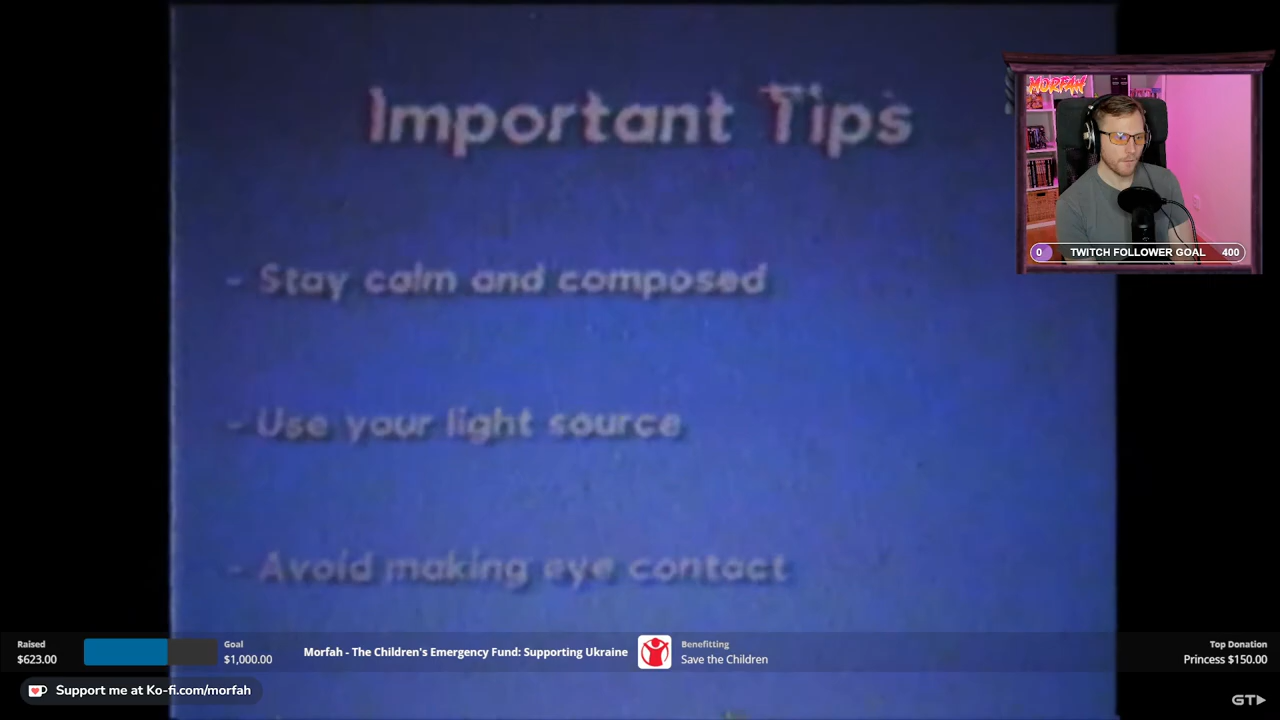 Important Tips
MORFAH
- Stay calm and composed
0 TWITCH FOLLOWER GOAL 400
- Use your light source
- Avoid making eye contact
Raised
$623.00
Goal
$1,000.00
Morfah - The Children's Emergency Fund: Supporting Ukraine
Benefitting
Save the Children
Top Donation
Princess $150.00
Support me at Ko-fi.com/morfah
GT